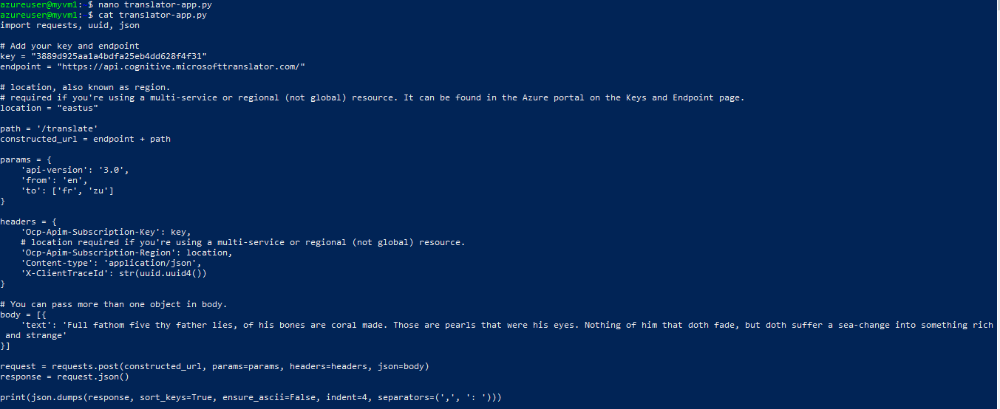 azureuser@myvm1: $ nano translator-app.py
azureuser@myvm1: $ cat translator-app.py
import requests, uuid, json

# Add your key and endpoint
key = "3889d925aa1a4bdfa25eb4dd628f4f31"
endpoint = "https://api.cognitive.microsofttranslator.com/"

# location, also known as region.
# required if you're using a multi-service or regional (not global) resource. It can be found in the Azure portal on the Keys and Endpoint page.
location = "eastus"

path = '/translate'
constructed_url = endpoint + path

params = {
    'api-version': '3.0',
    'from': 'en',
    'to': ['fr', 'zu']
}

headers = {
    'Ocp-Apim-Subscription-Key': key,
    # location required if you're using a multi-service or regional (not global) resource.
    'Ocp-Apim-Subscription-Region': location,
    'Content-type': 'application/json',
    'X-ClientTraceId': str(uuid.uuid4())
}

# You can pass more than one object in body.
body = [{
    'text': 'Full fathom five thy father lies, of his bones are coral made. Those are pearls that were his eyes. Nothing of him that doth fade, but doth suffer a sea-change into something rich
 and strange'
}]

request = requests.post(constructed_url, params=params, headers=headers, json=body)
response = request.json()

print(json.dumps(response, sort_keys=True, ensure_ascii=False, indent=4, separators=(',', ': ')))